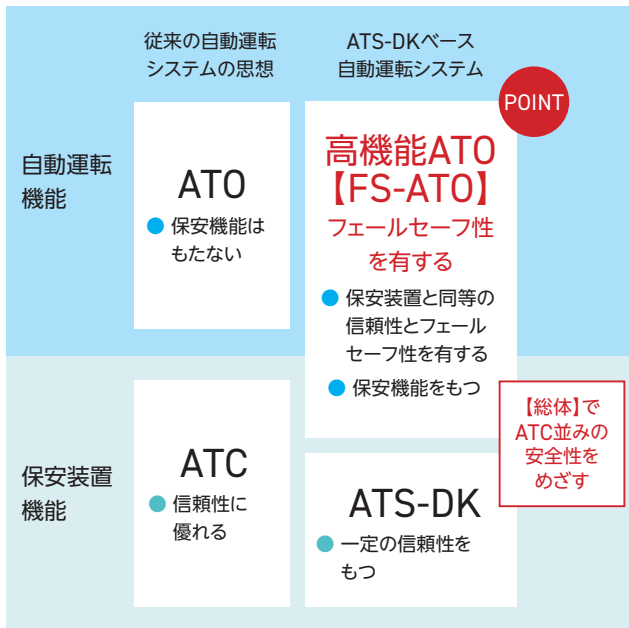 従来の自動運転
システムの思想
ATS-DKベース
自動運転システム
POINT
自動運転
機能
ATO
● 保安機能は
もたない
高機能ATO
【FS-ATO】
フェールセーフ性
を有する
● 保安装置と同等の
信頼性とフェール
セーフ性を有する
● 保安機能をもつ
保安装置
機能
ATC
● 信頼性に
優れる
ATS-DK
● 一定の信頼性を
もつ
【総体】で
ATC並みの
安全性を
めざす